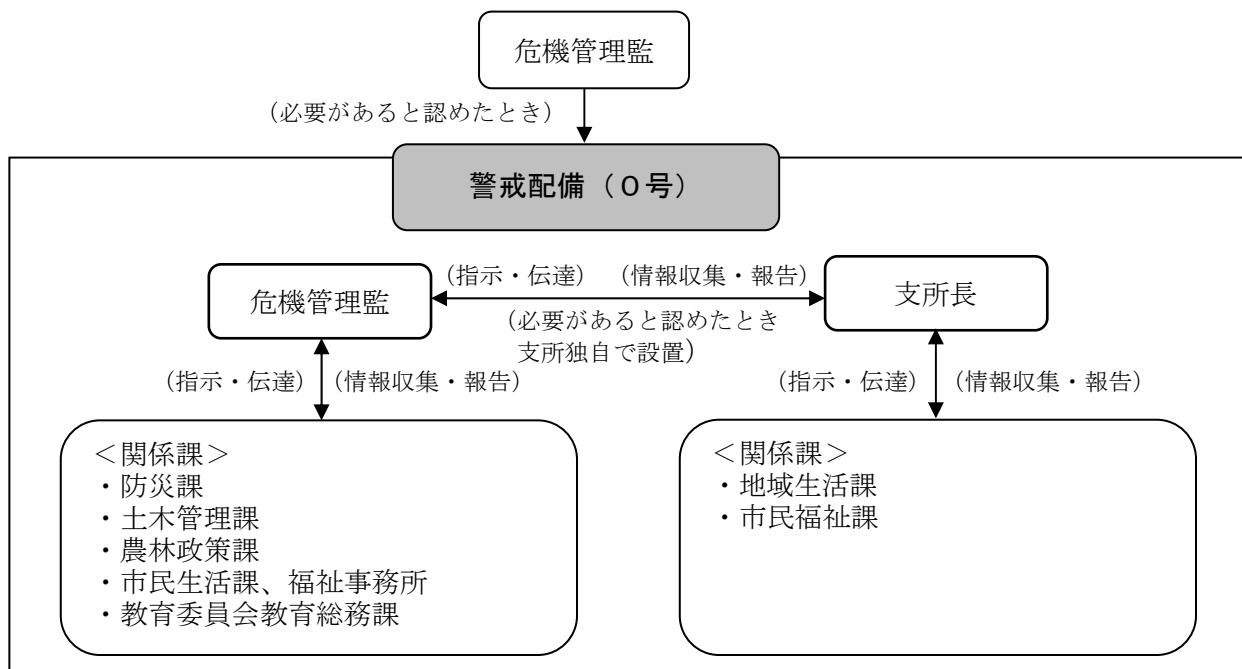 危機管理監
（必要があると認めたとき）
警戒配備（０号）
（指示・伝達）　（情報収集・報告）
危機管理監
支所長
（必要があると認めたとき
支所独自で設置）
（指示・伝達）　（情報収集・報告）
（指示・伝達）　（情報収集・報告）
＜関係課＞
・防災課
・土木管理課
・農林政策課
・市民生活課、福祉事務所
・教育委員会教育総務課
＜関係課＞
・地域生活課
・市民福祉課